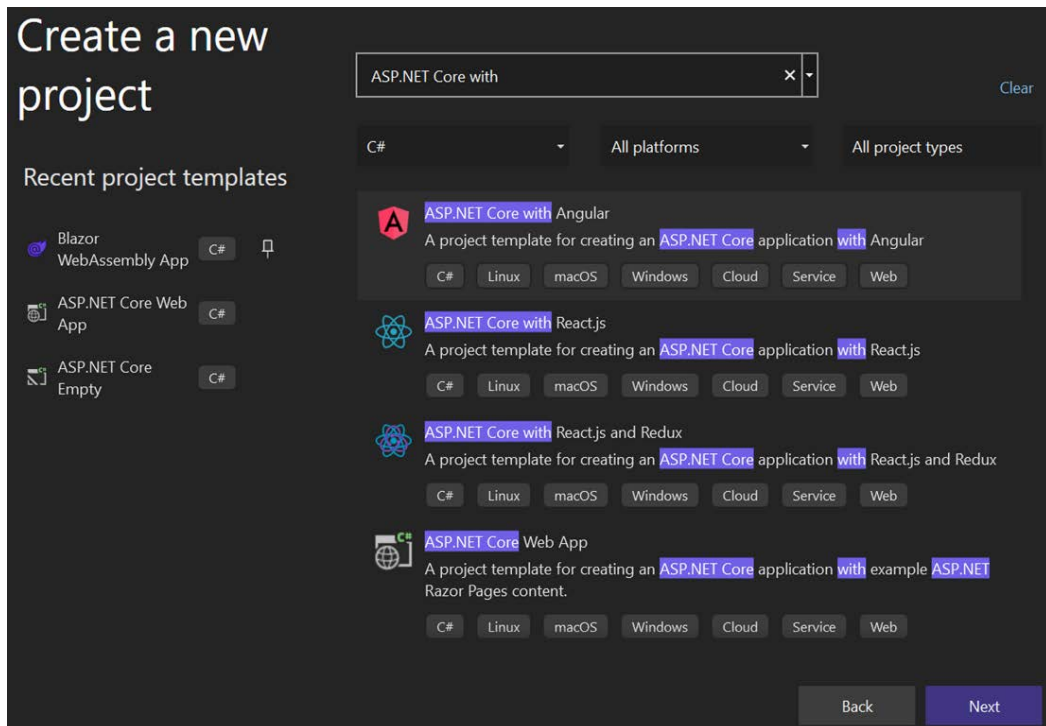 Create a new
project
Recent project templates
Blazor
WebAssembly App
C#
ASP.NET Core Web
App
C#
ASP.NET Core
Empty
C#
ASP.NET Core with
Clear
C#
All platforms
All project types
ASP.NET Core with Angular
A project template for creating an ASP.NET Core application with Angular
C# Linux macOS Windows Cloud Service Web
ASP.NET Core with React.js
A project template for creating an ASP.NET Core application with React.js
C# Linux macOS Windows Cloud Service Web
ASP.NET Core with React.js and Redux
A project template for creating an ASP.NET Core application with React.js and Redux
C# Linux macOS Windows Cloud Service Web
ASP.NET Core Web App
A project template for creating an ASP.NET Core application with example ASP.NET
Razor Pages content.
C# Linux macOS Windows Cloud Service Web
Back
Next